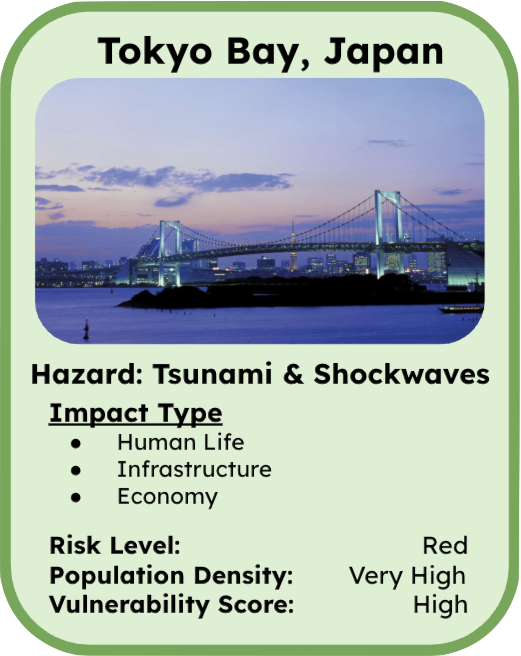 Tokyo Bay, Japan
Hazard: Tsunami & Shockwaves
Impact Type
● Human Life
● Infrastructure
● Economy
Risk Level: Red
Population Density: Very High
Vulnerability Score: High